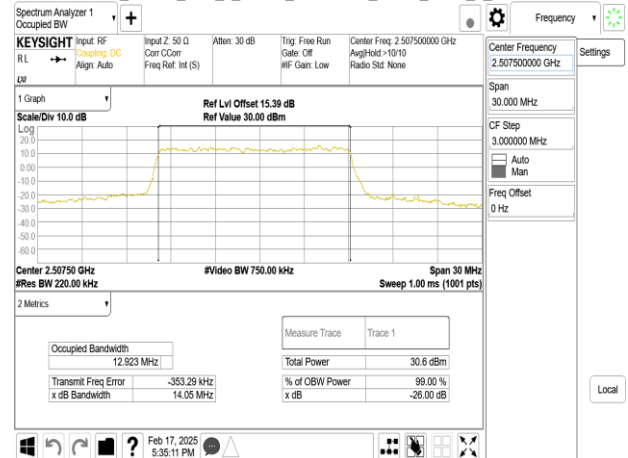 Spectrum Analyzer 1
Occupied BW
Frequency
KEYSIGHT
Input: RF
Coupling: DC
Align: Auto
Input Z: 50 Ω
Corr CCorr
Freq Ref: Int (S)
Atten: 30 dB
Trig: Free Run
Gate: Off
#IF Gain: Low
Center Freq: 2.507500000 GHz
Avg|Hold:>10/10
Radio Std: None
RL
LXI
Center Frequency
2.507500000 GHz
Settings
Span
30.000 MHz
CF Step
3.000000 MHz
Auto
Man
Freq Offset
0 Hz
Local
1 Graph
Scale/Div 10.0 dB
Ref Lvl Offset 15.39 dB
Ref Value 30.00 dBm
Log
20.0
10.0
0.00
-10.0
-20.0
-30.0
-40.0
-50.0
-60.0
Center 2.50750 GHz
#Video BW 750.00 kHz
Span 30 MHz
#Res BW 220.00 kHz
Sweep 1.00 ms (1001 pts)
2 Metrics
Measure Trace Trace 1
Occupied Bandwidth
12.923 MHz
Total Power 30.6 dBm
Transmit Freq Error -353.29 kHz
% of OBW Power 99.00 %
x dB Bandwidth 14.05 MHz
x dB -26.00 dB
Feb 17, 2025
5:35:11 PM